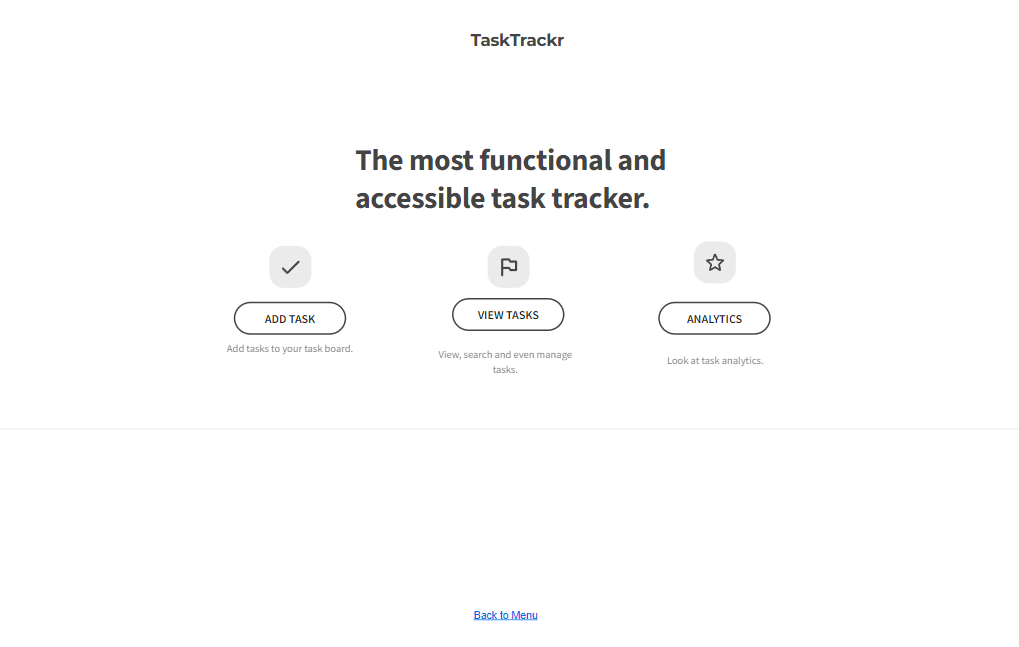 TaskTrackr
The most functional and
accessible task tracker.
ADD TASK
Add tasks to your task board.
VIEW TASKS
View, search and even manage
tasks.
ANALYTICS
Look at task analytics.
Back to Menu